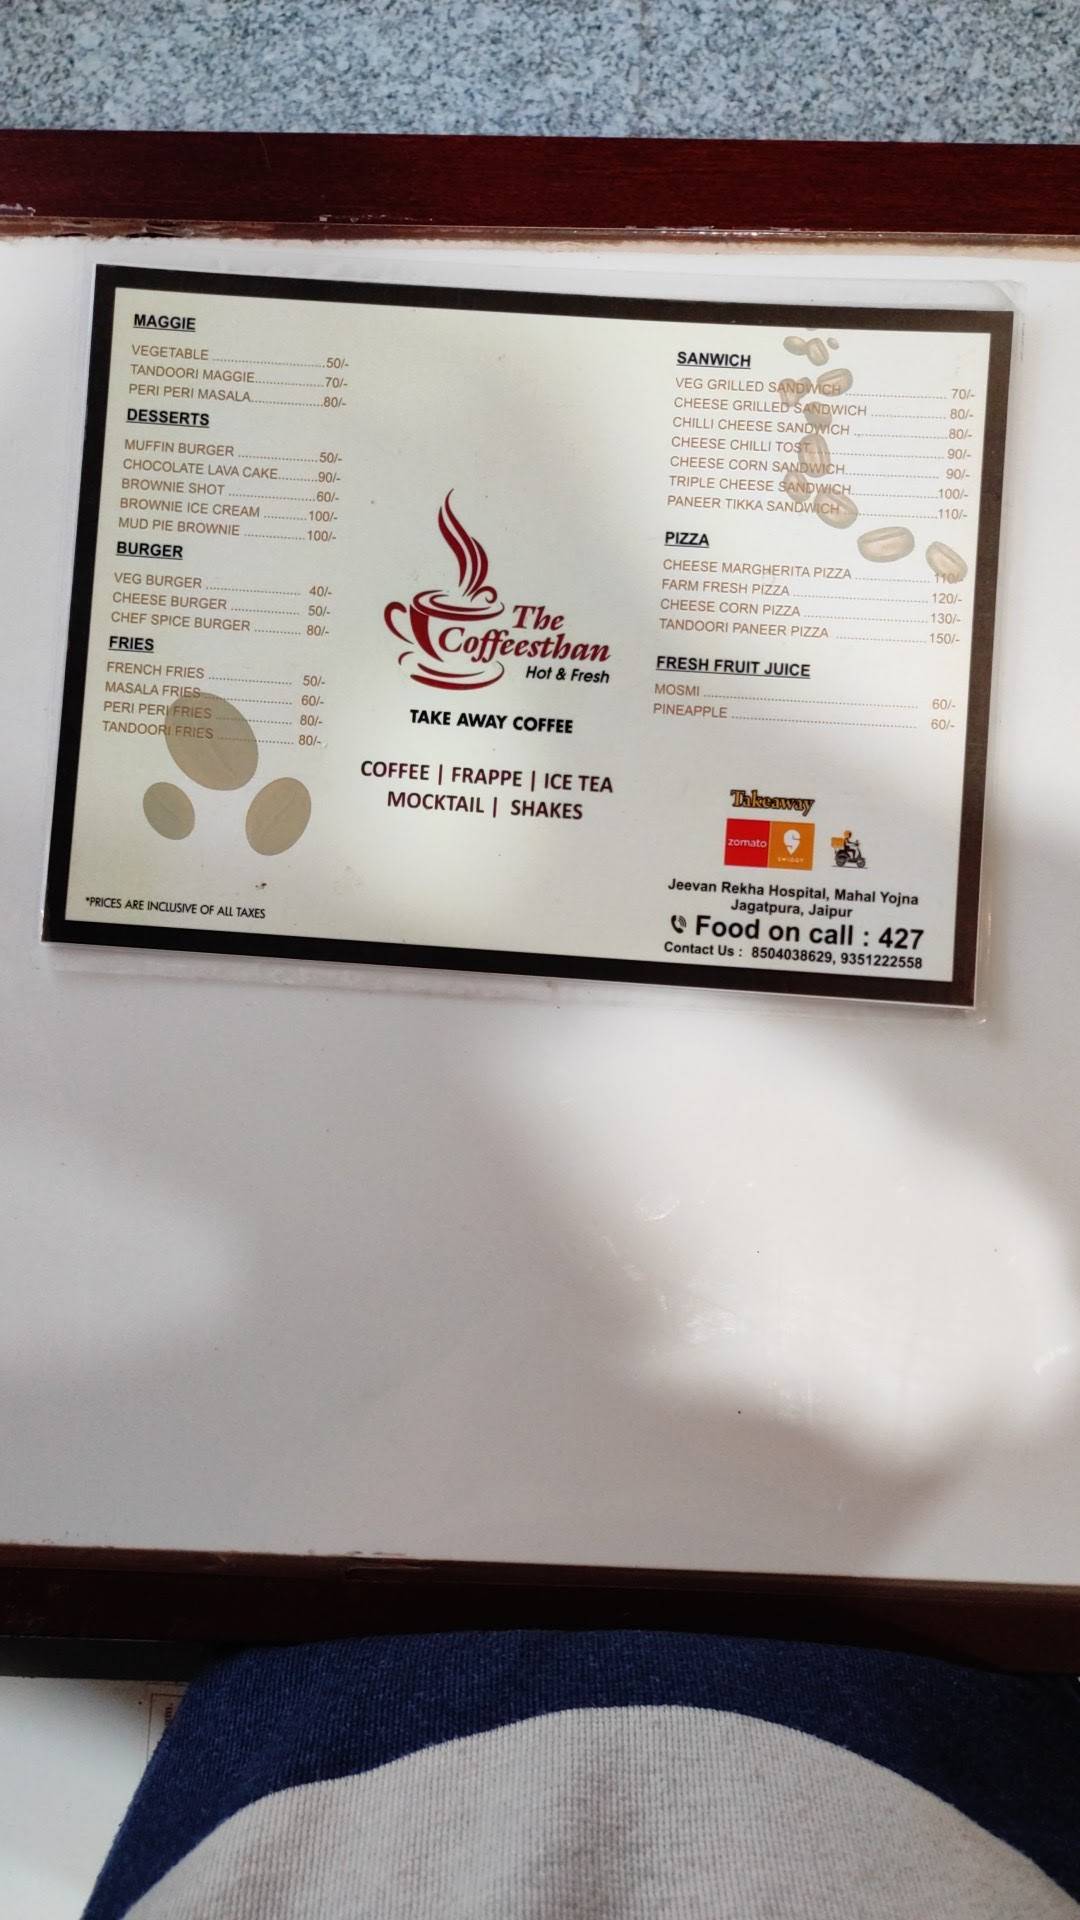 MAGGIE
VEGETABLE ........................ 50/-
TANDOORI MAGGIE................ 70/-
PERI PERI MASALA................. 80/-
DESSERTS
MUFFIN BURGER .................. 50/-
CHOCOLATE LAVA CAKE......... 90/-
BROWNIE SHOT .................... 60/-
BROWNIE ICE CREAM ........... 100/-
MUD PIE BROWNIE ............... 100/-
BURGER
VEG BURGER ...................... 40/-
CHEESE BURGER ................ 50/-
CHEF SPICE BURGER ........... 80/-
FRIES
FRENCH FRIES ................... 50/-
MASALA FRIES.................... 60/-
PERI PERI FRIES ................ 80/-
TANDOORI FRIES ................ 80/-
*PRICES ARE INCLUSIVE OF ALL TAXES
The
Coffeesthan
Hot & Fresh
TAKE AWAY COFFEE
COFFEE | FRAPPE | ICE TEA
MOCKTAIL | SHAKES
SANWICH
VEG GRILLED SANDWICH ........................ 70/-
CHEESE GRILLED SANDWICH ................. 80/-
CHILLI CHEESE SANDWICH ..................... 80/-
CHEESE CHILLI TOST............................. 90/-
CHEESE CORN SANDWICH..................... 90/-
TRIPLE CHEESE SANDWICH................... 100/-
PANEER TIKKA SANDWICH .................... 110/-
PIZZA
CHEESE MARGHERITA PIZZA ................ 110/-
FARM FRESH PIZZA ............................ 120/-
CHEESE CORN PIZZA .......................... 130/-
TANDOORI PANEER PIZZA .................. 150/-
FRESH FRUIT JUICE
MOSMI ................................................ 60/-
PINEAPPLE .......................................... 60/-
Takeaway
zomato
SWIGGY
Jeevan Rekha Hospital, Mahal Yojna
Jagatpura, Jaipur
Food on call : 427
Contact Us : 8504038629, 9351222558